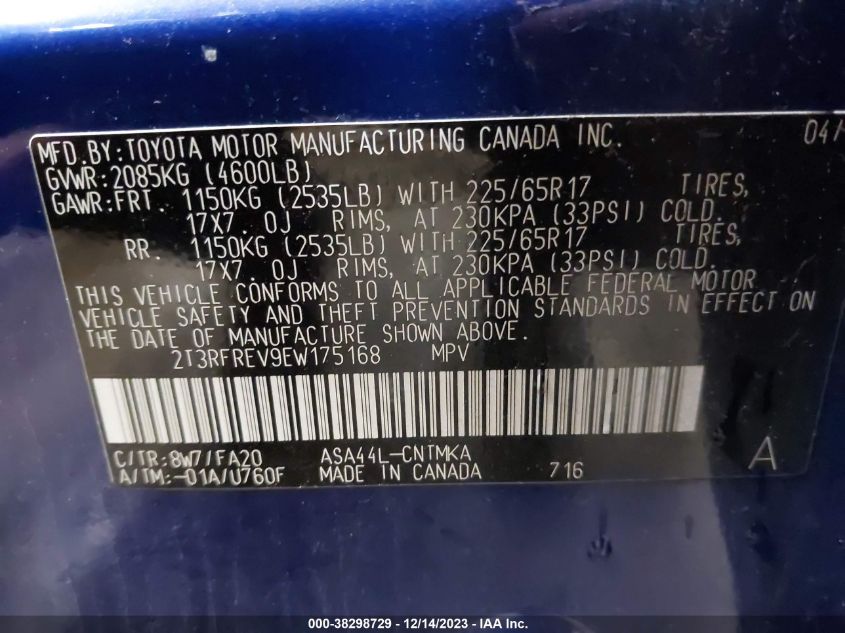 MFD.BY:TOYOTA MOTOR MANUFACTURING CANADA INC. 04/
GVWR:2085KG (4600LB)
GAWR:FRT. 1150KG (2535LB) WITH 225/65R17 TIRES,
17X7.0J RIMS, AT 230KPA (33PSI) COLD.
RR. 1150KG (2535LB) WITH 225/65R17 TIRES,
17X7 0J RIMS, AT 230KPA (33PSI) COLD.
THIS VEHICLE CONFORMS TO ALL APPLICABLE FEDERAL MOTOR
VEHICLE SAFETY AND THEFT PREVENTION STANDARDS IN EFFECT ON
THE DATE OF MANUFACTURE SHOWN ABOVE.
2T3RFREV9EW175168 MPV
C/TR:8W7/FA20 ASA44L-CNTMKA A
A/TM:-01A/U760F MADE IN CANADA 716
000-38298729 - 12/14/2023 - IAA Inc.